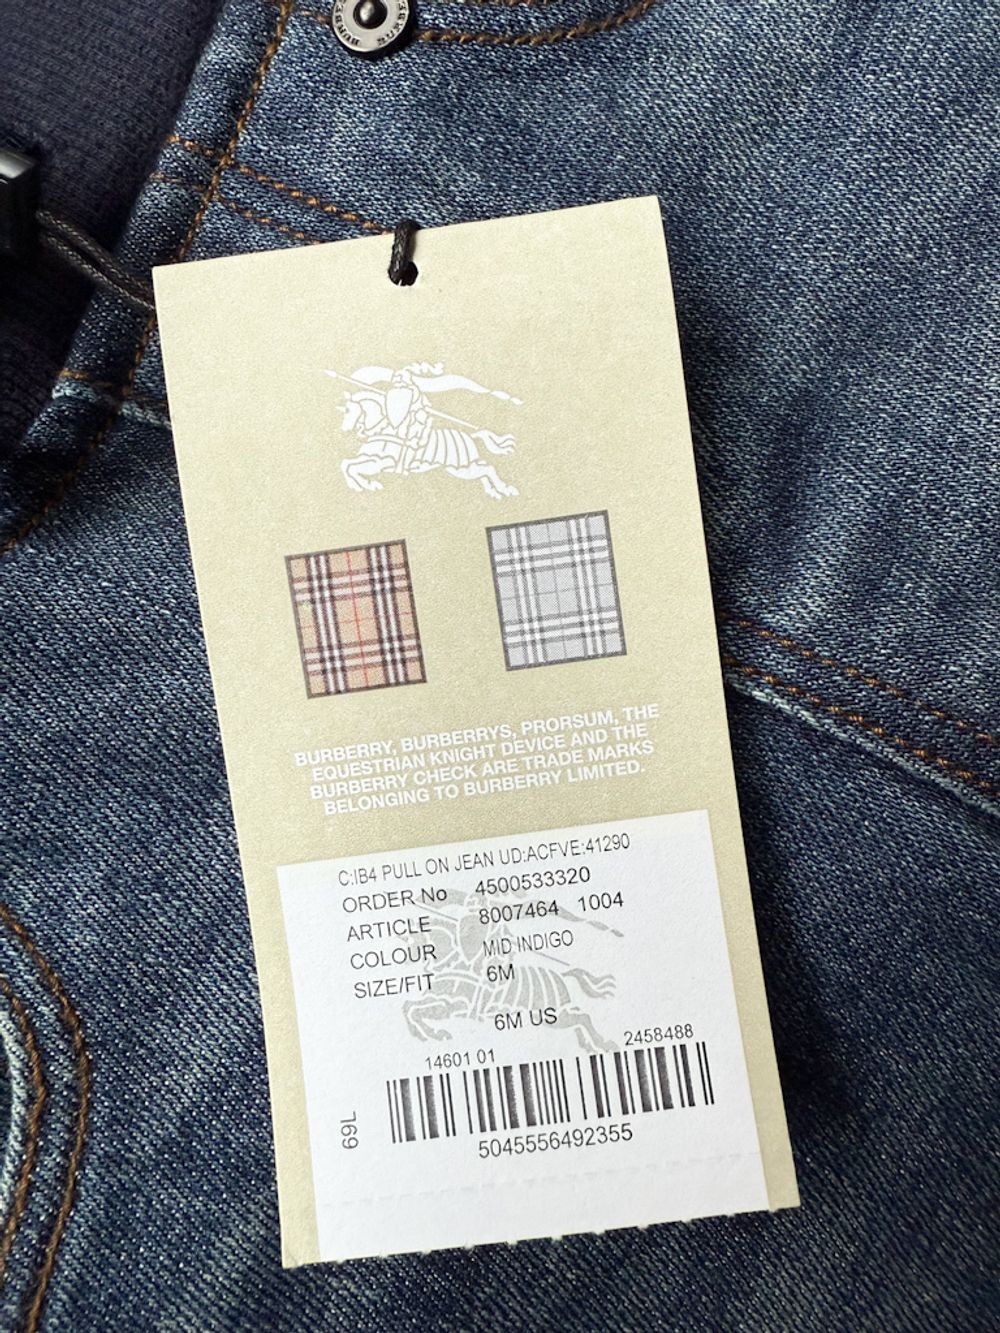 BURBERRY
BURBERRY, BURBERRYS, PRORSUM, THE
EQUESTRIAN KNIGHT DEVICE AND THE
BURBERRY CHECK ARE TRADE MARKS
BELONGING TO BURBERRY LIMITED.
C:IB4 PULL ON JEAN UD:ACFVE:41290
ORDER No 4500533320
ARTICLE 8007464 1004
COLOUR MID INDIGO
SIZE/FIT 6M
6M US
14601 01 2458488
69L
5045556492355